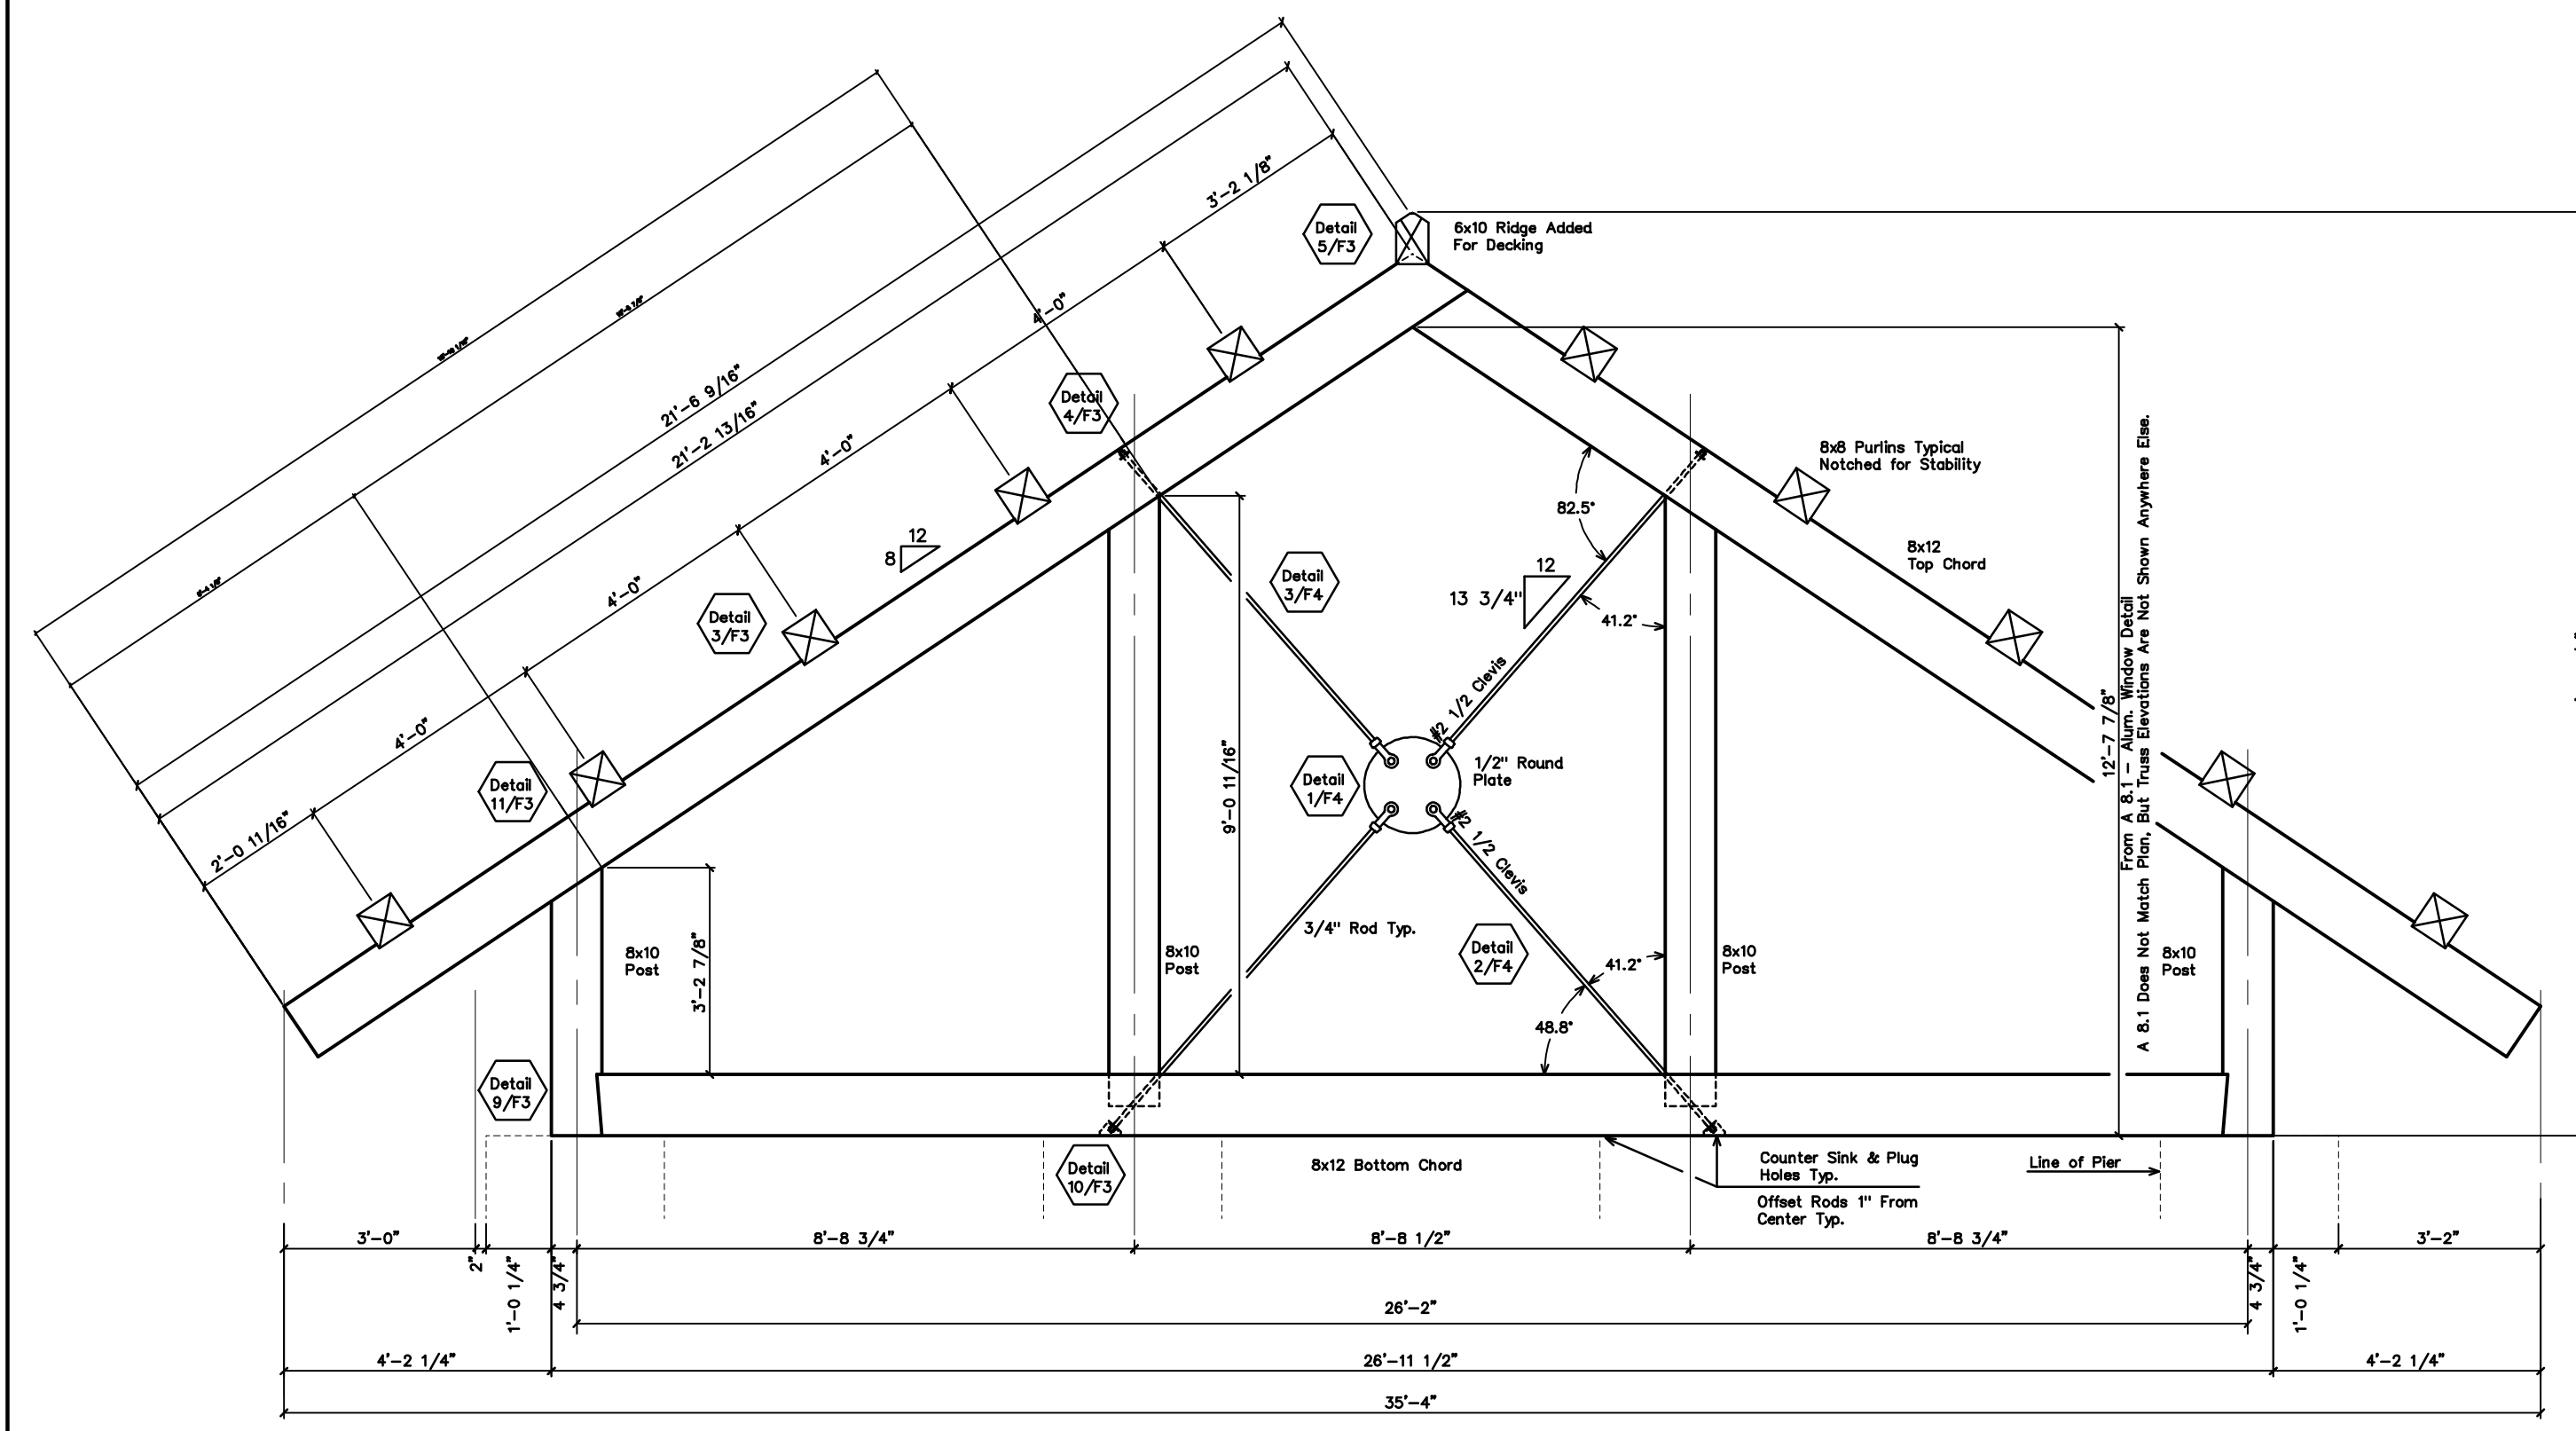 3'-2 1/8"
Detail
5/F3
6x10 Ridge Added
For Decking
4'-0"
21'-6 9/16"
21'-2 13/16"
Detail
4/F3
4'-0"
8x8 Purlins Typical
Notched for Stability
82.5°
12
8
8x12
Top Chord
4'-0"
Detail
3/F3
Detail
3/F4
12
13 3/4"
41.2°
4'-0"
#2 1/2 Clevis
Detail
11/F3
9'-0 11/16"
Detail
1/F4
1/2" Round
Plate
12'-7 7/8"
From A 8.1 - Alum. Window Detail
A 8.1 Does Not Match Plan, But Truss Elevations Are Not Shown Anywhere Else.
2'-0 11/16"
#2 1/2 Clevis
3/4" Rod Typ.
8x10
Post
3'-2 7/8"
8x10
Post
Detail
2/F4
41.2°
8x10
Post
8x10
Post
48.8°
Detail
9/F3
Detail
10/F3
8x12 Bottom Chord
Counter Sink & Plug
Holes Typ.
Offset Rods 1" From
Center Typ.
Line of Pier
3'-0"
2"
1'-0 1/4"
4 3/4"
8'-8 3/4"
8'-8 1/2"
8'-8 3/4"
4 3/4"
1'-0 1/4"
3'-2"
26'-2"
4'-2 1/4"
26'-11 1/2"
4'-2 1/4"
35'-4"